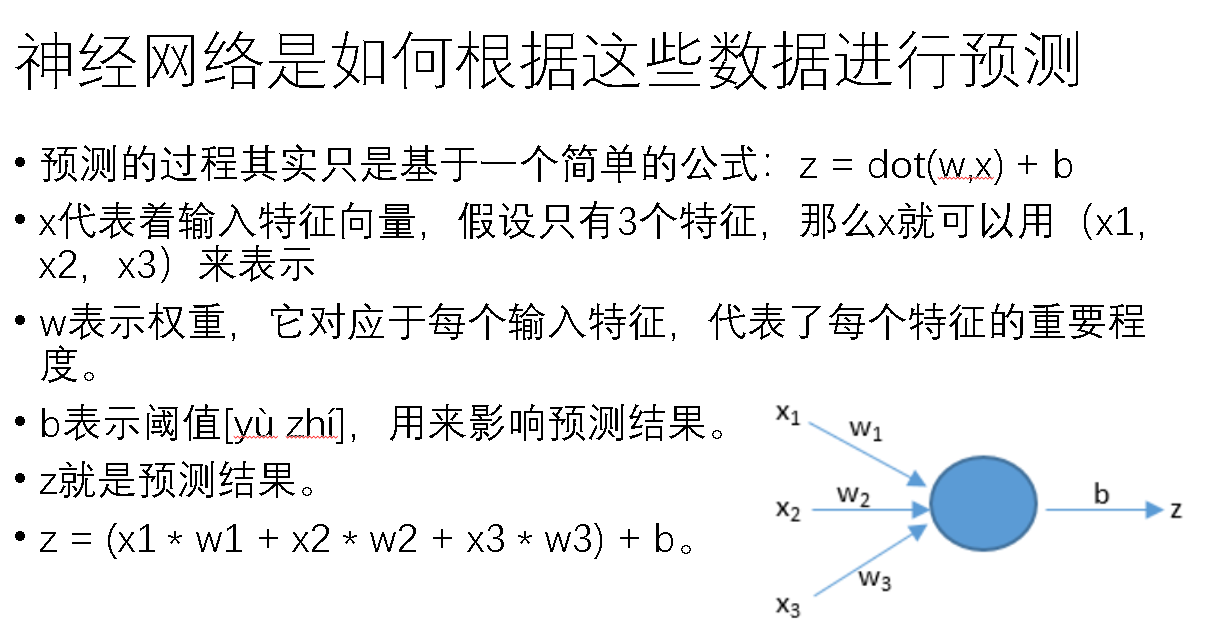 神经网络是如何根据这些数据进行预测
• 预测的过程其实只是基于一个简单的公式：z = dot(w,x) + b
• x代表着输入特征向量，假设只有3个特征，那么x就可以用（x1,
x2，x3）来表示
• w表示权重，它对应于每个输入特征，代表了每个特征的重要程
度。
• b表示阈值[yù zhí]，用来影响预测结果。
• z就是预测结果。
• z = (x1 * w1 + x2 * w2 + x3 * w3) + b。
x₁
w₁
x₂
w₂
b
z
w₃
x₃